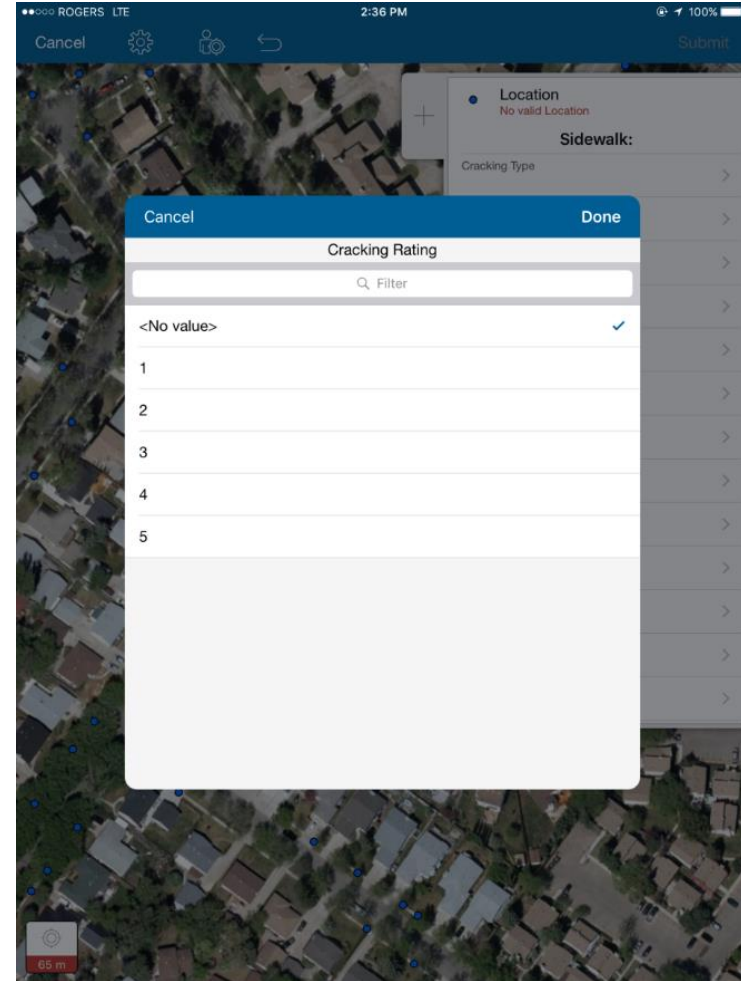 ROGERS LTE 2:36 PM 100%
Cancel Submit
Location
No valid Location
Sidewalk:
Cracking Type
Cancel Done
Cracking Rating
Filter
<No value>
1
2
3
4
5
65 m